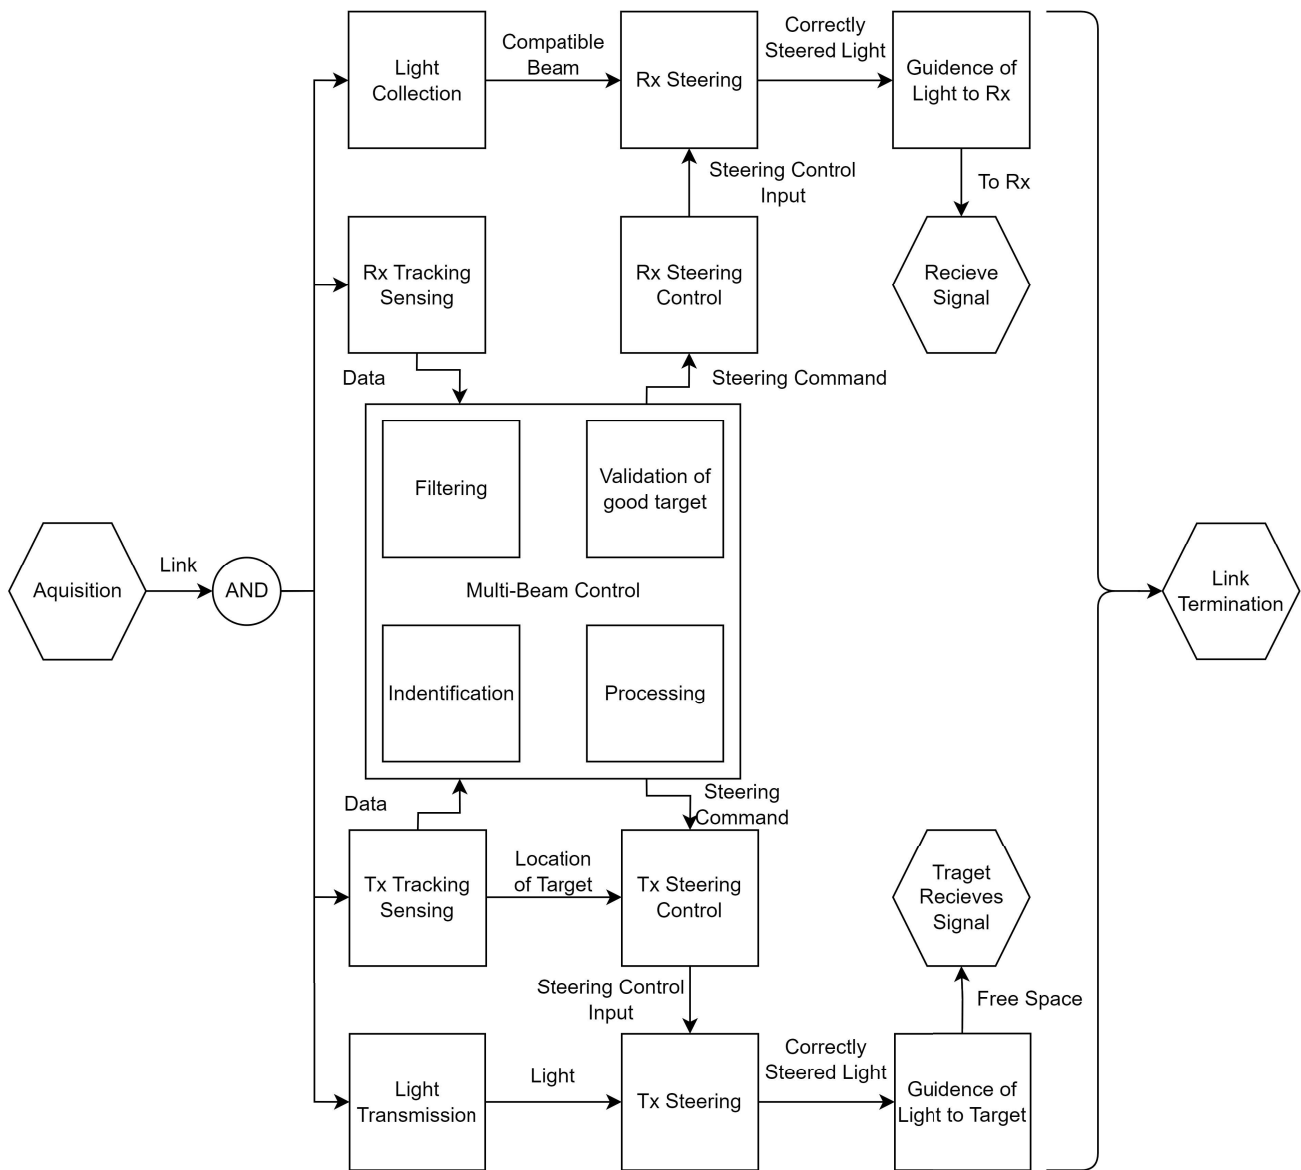 Light
Collection
Compatible
Beam
Rx Steering
Correctly
Steered Light
Guidence of
Light to Rx
Steering Control
Input
To Rx
Rx Tracking
Sensing
Rx Steering
Control
Recieve
Signal
Data
Steering Command
Filtering
Validation of
good target
Aquisition
Link
AND
Multi-Beam Control
Link
Termination
Indentification
Processing
Data
Steering
Command
Tx Tracking
Sensing
Location
of Target
Tx Steering
Control
Traget
Recieves
Signal
Steering Control
Input
Free Space
Light
Transmission
Light
Tx Steering
Correctly
Steered Light
Guidence of
Light to Target